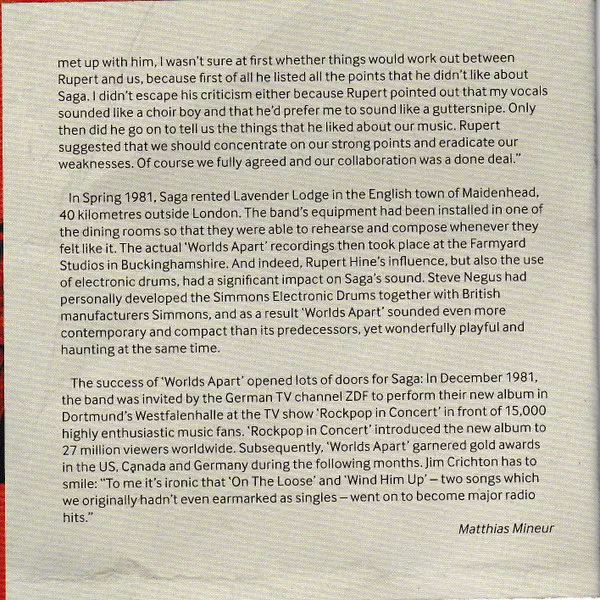 met up with him, I wasn't sure at first whether things would work out between
Rupert and us, because first of all he listed all the points that he didn't like about
Saga. I didn't escape his criticism either because Rupert pointed out that my vocals
sounded like a choir boy and that he'd prefer me to sound like a guttersnipe. Only
then did he go on to tell us the things that he liked about our music. Rupert
suggested that we should concentrate on our strong points and eradicate our
weaknesses. Of course we fully agreed and our collaboration was a done deal."
In Spring 1981, Saga rented Lavender Lodge in the English town of Maidenhead,
40 kilometres outside London. The band's equipment had been installed in one of
the dining rooms so that they were able to rehearse and compose whenever they
felt like it. The actual 'Worlds Apart' recordings then took place at the Farmyard
Studios in Buckinghamshire. And indeed, Rupert Hine's influence, but also the use
of electronic drums, had a significant impact on Saga's sound. Steve Negus had
personally developed the Simmons Electronic Drums together with British
manufacturers Simmons, and as a result 'Worlds Apart' sounded even more
contemporary and compact than its predecessors, yet wonderfully playful and
haunting at the same time.
The success of 'Worlds Apart' opened lots of doors for Saga: In December 1981,
the band was invited by the German TV channel ZDF to perform their new album in
Dortmund's Westfalenhalle at the TV show 'Rockpop in Concert' in front of 15,000
highly enthusiastic music fans. 'Rockpop in Concert' introduced the new album to
27 million viewers worldwide. Subsequently, 'Worlds Apart' garnered gold awards
in the US, Canada and Germany during the following months. Jim Crichton has to
smile: "To me it's ironic that 'On The Loose' and 'Wind Him Up' – two songs which
we originally hadn't even earmarked as singles – went on to become major radio
hits."
Matthias Mineur